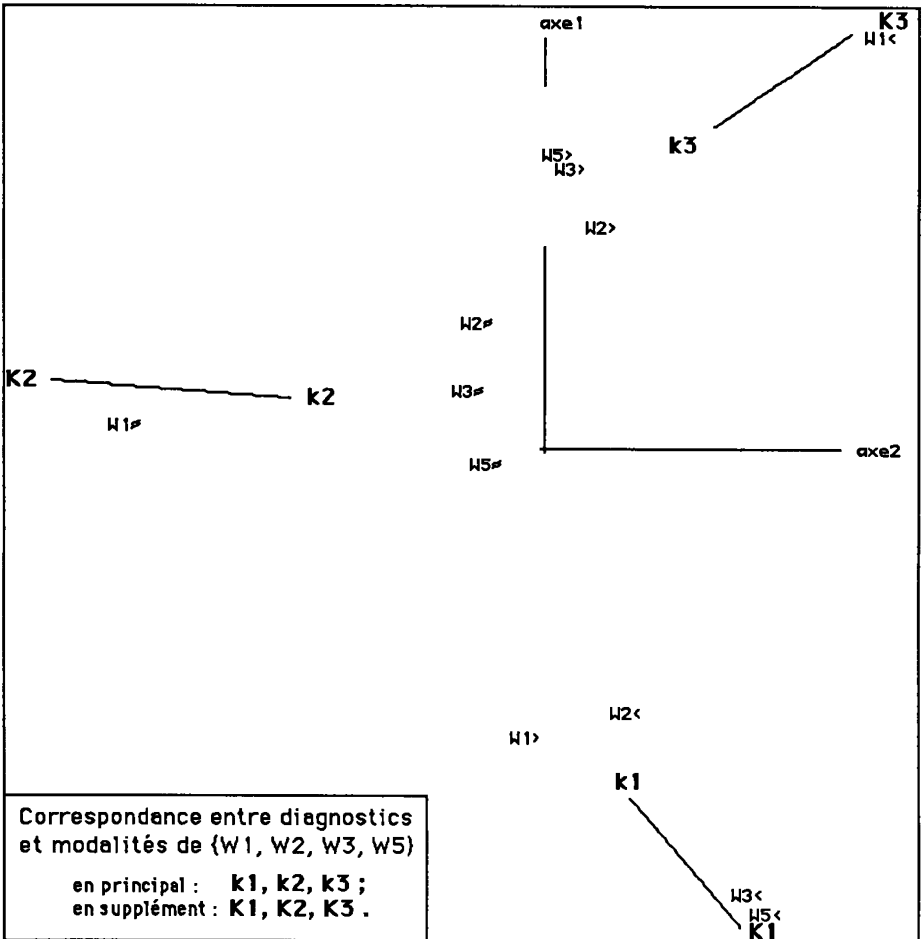 axe1
K3
W1<
k3
W5>
W3>
W2>
W2≠
K2
k2
W3≠
W1≠
W5≠
axe2
W2<
W1>
k1
W3<
W5<
K1
Correspondance entre diagnostics
et modalités de {W1, W2, W3, W5}
en principal : k1, k2, k3 ;
en supplément : K1, K2, K3 .